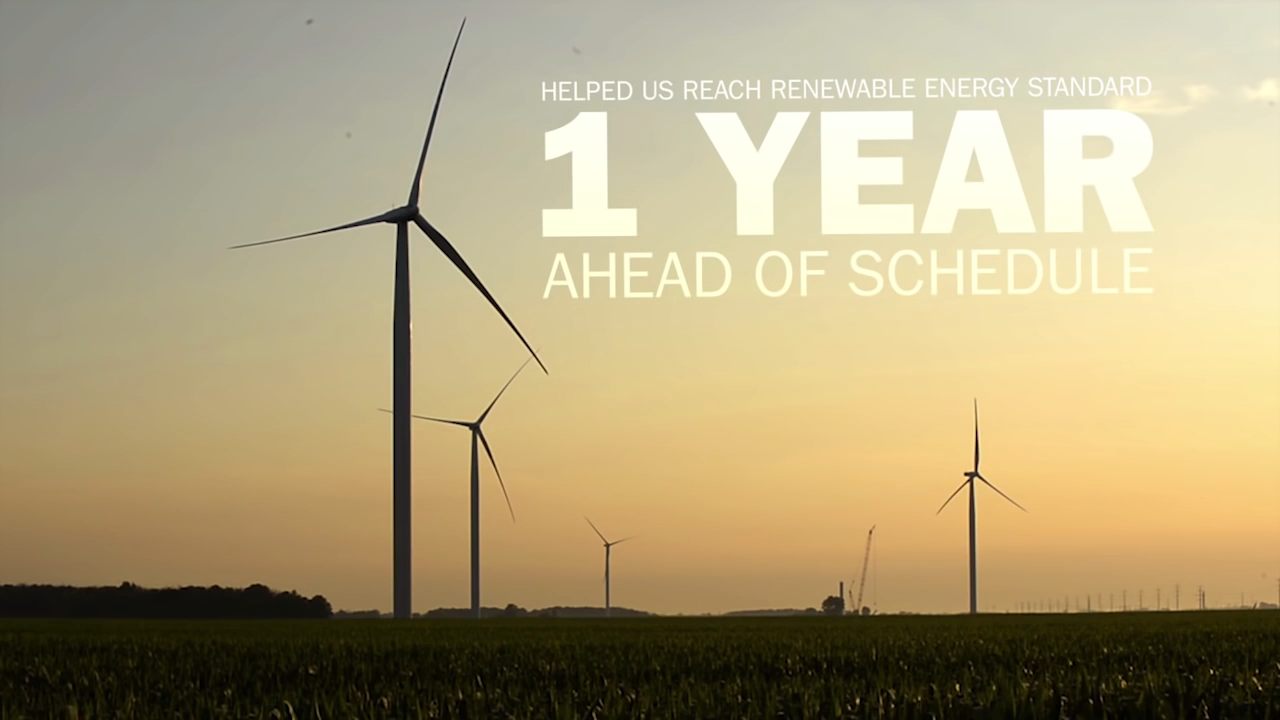 HELPED US REACH RENEWABLE ENERGY STANDARD
1 YEAR
AHEAD OF SCHEDULE